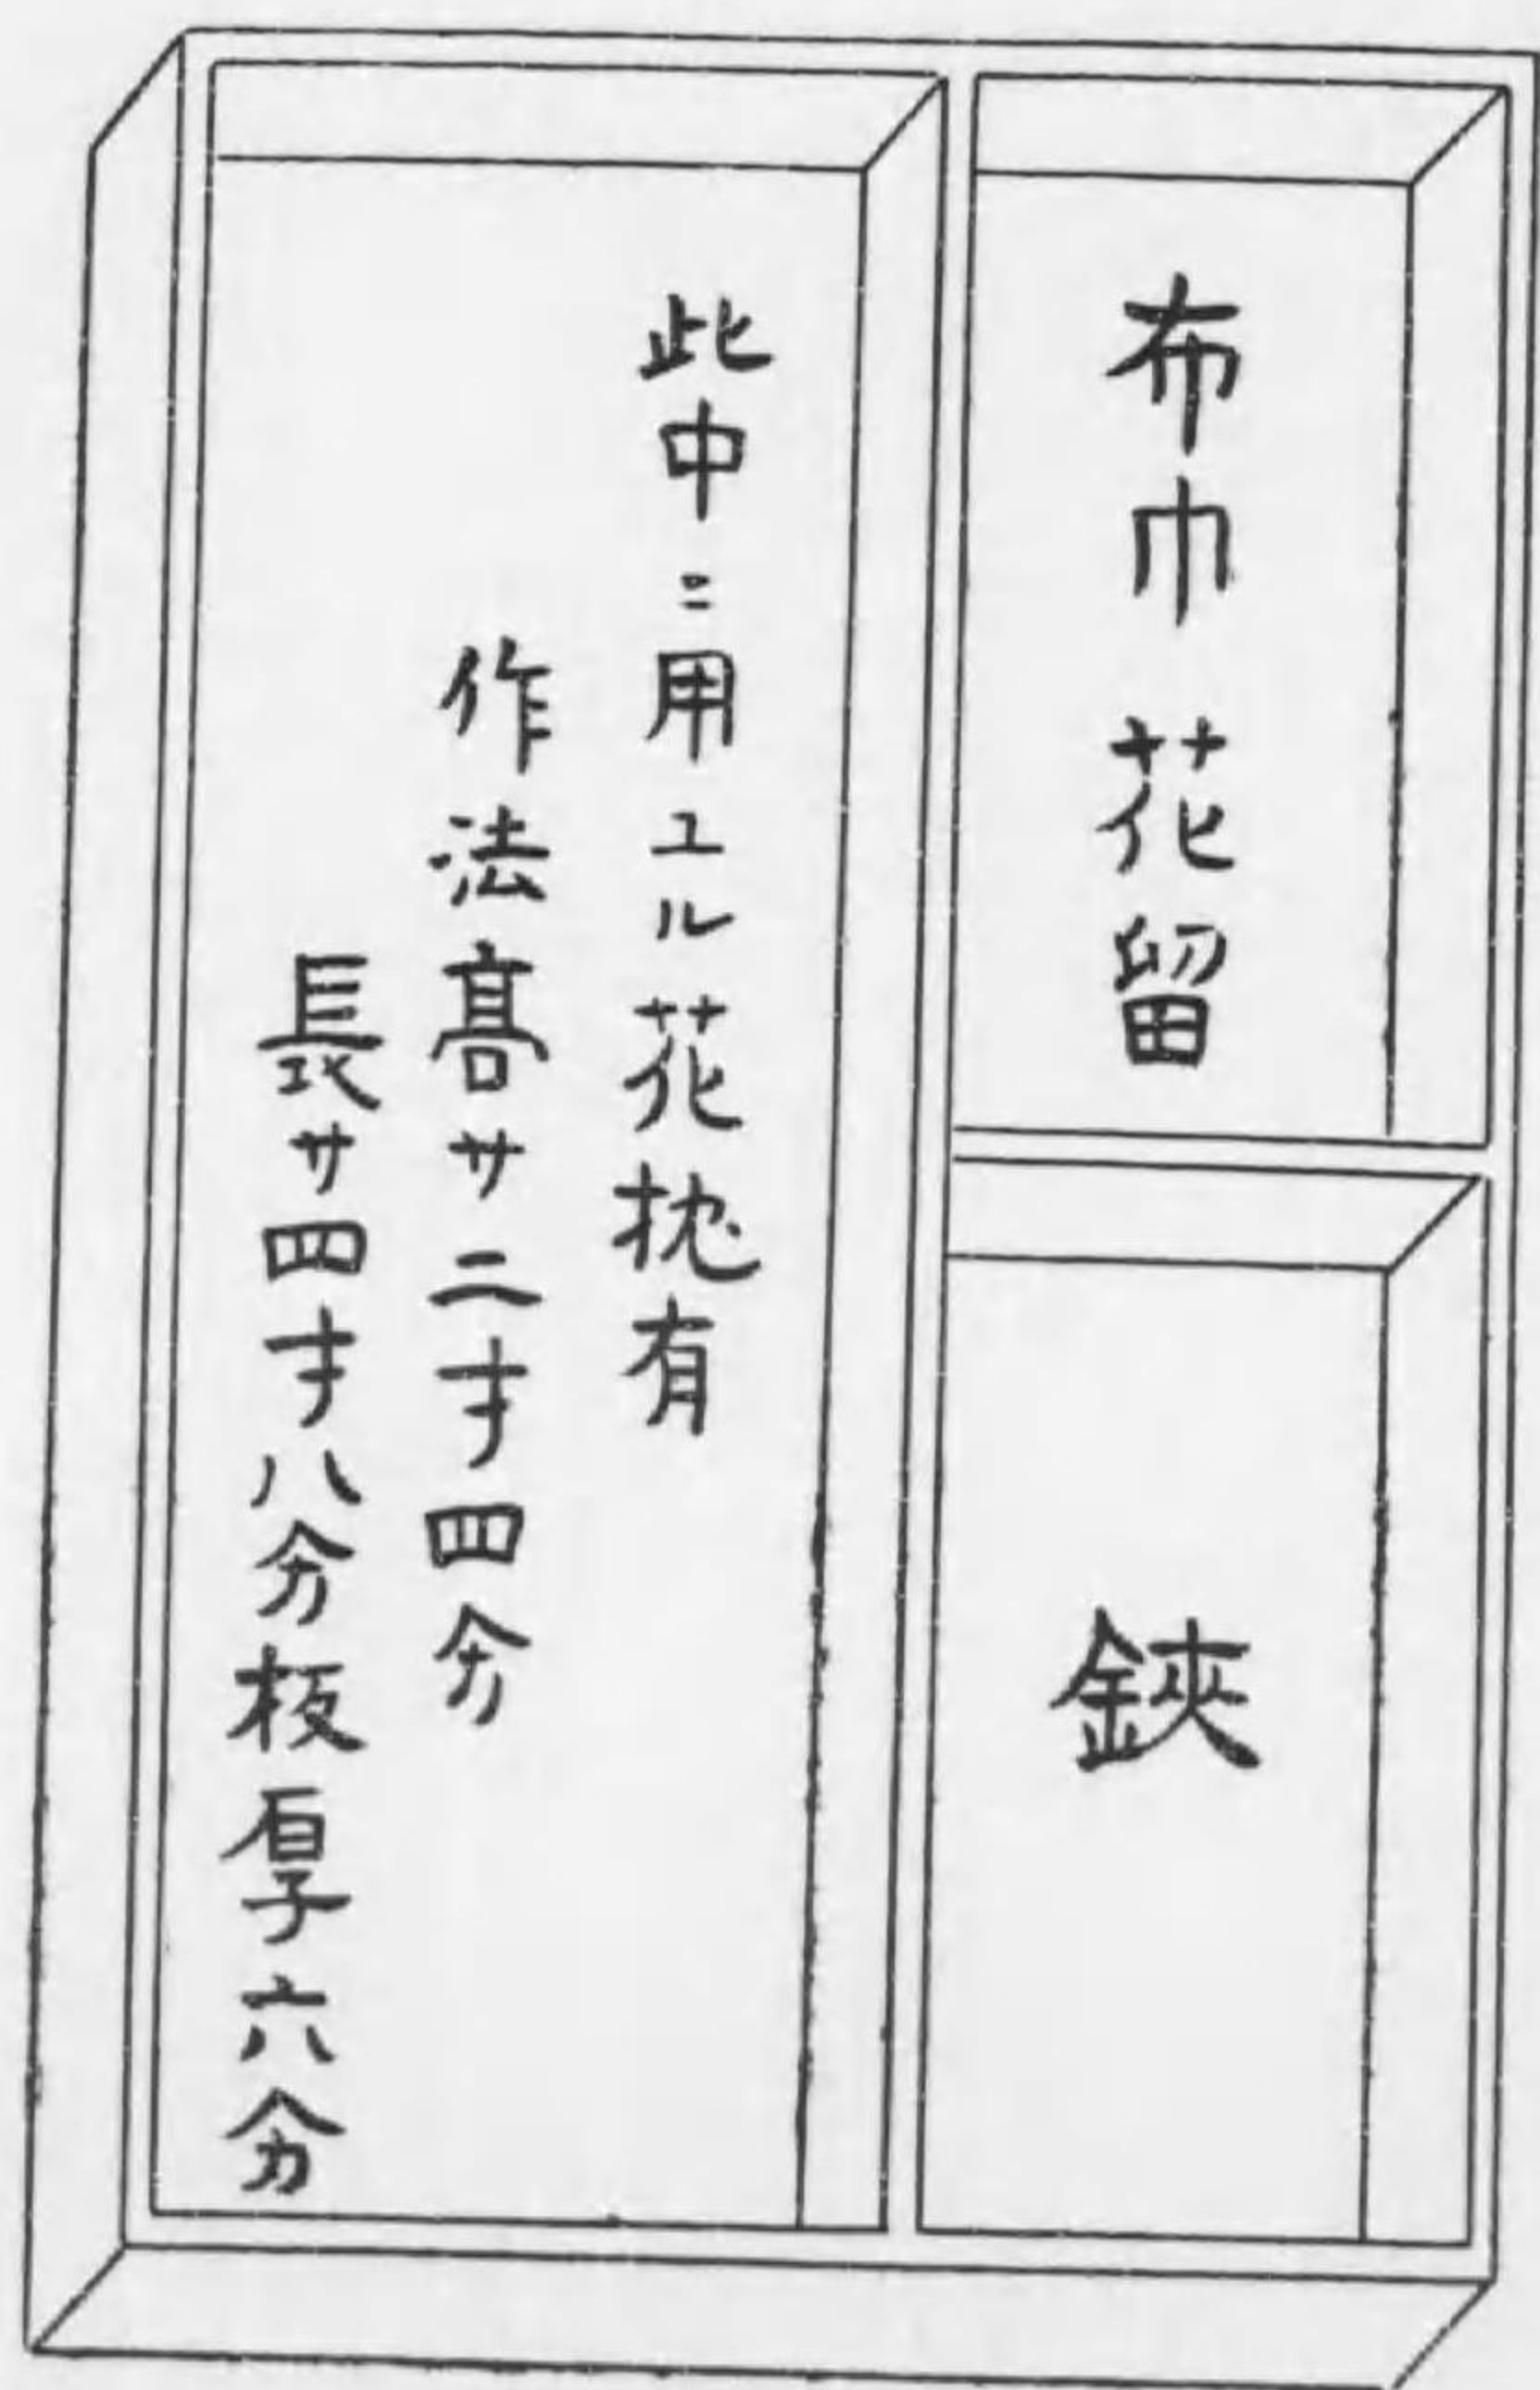 布巾 花留
鋏
此中ニ用ユル花枕有
作法高サ二寸四分
長サ四寸八分板厚六分